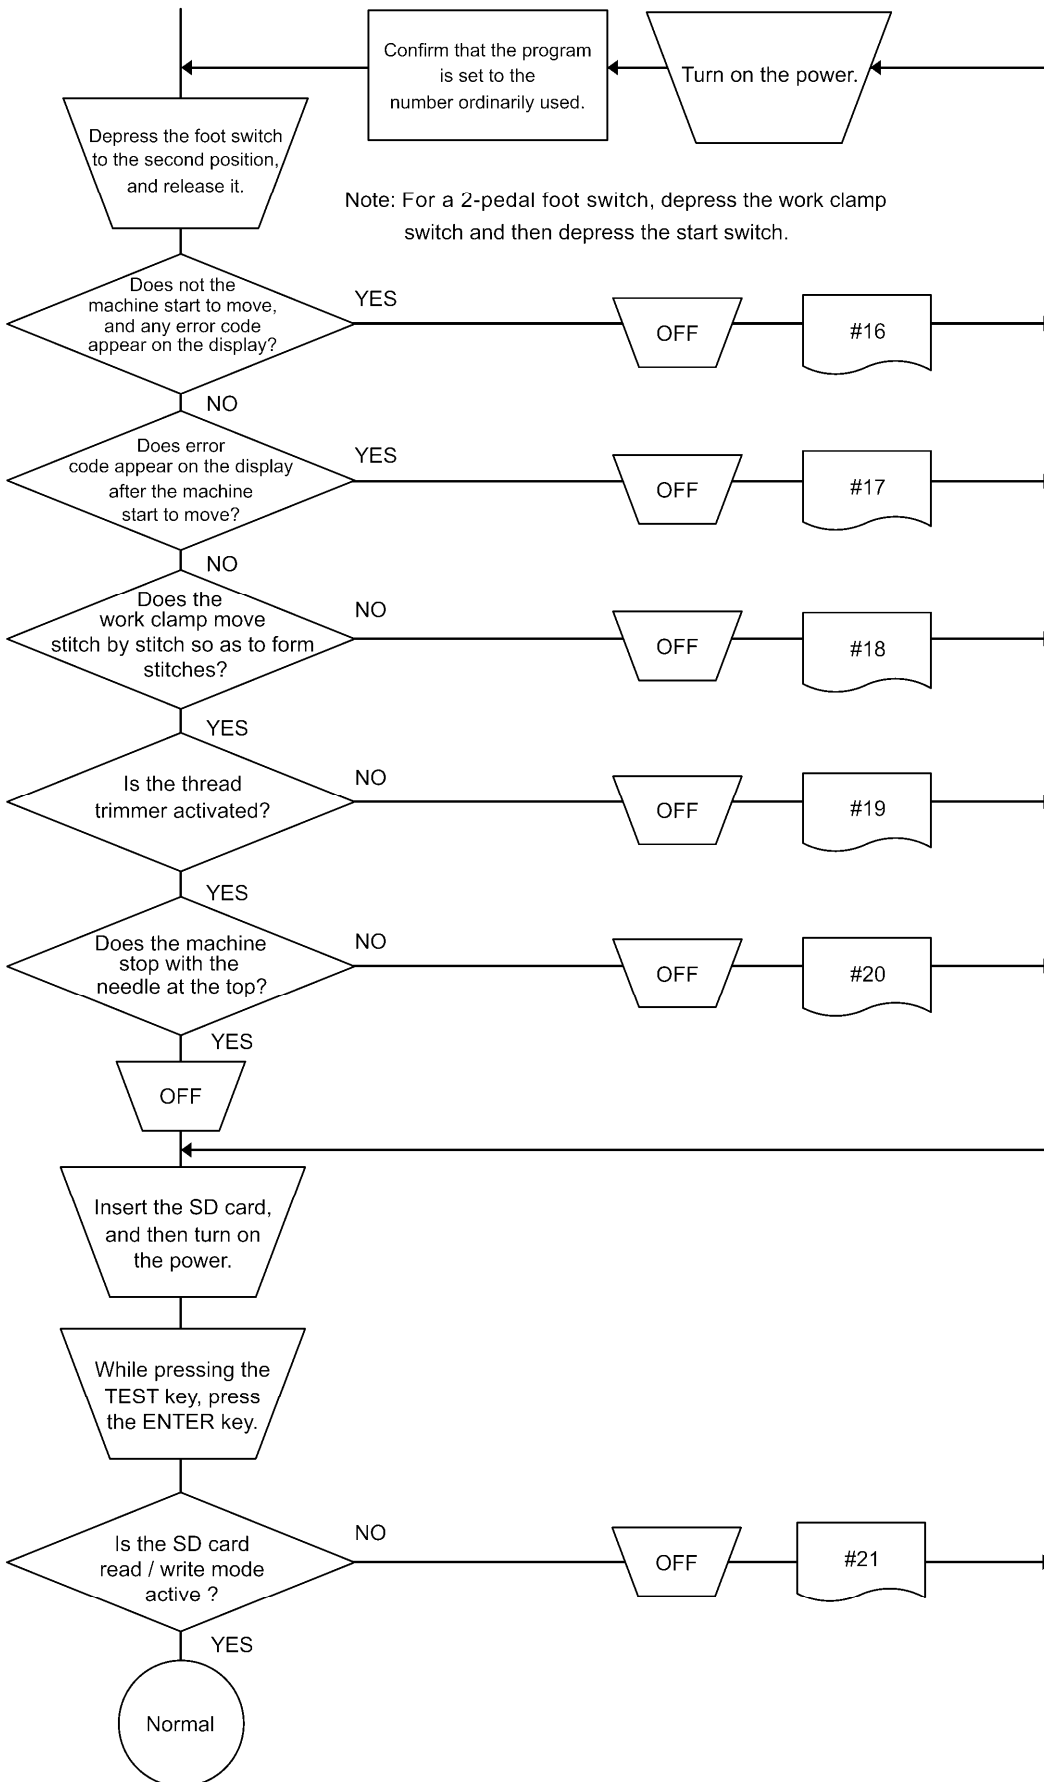 Confirm that the program
is set to the
number ordinarily used.
Turn on the power.
Depress the foot switch
to the second position,
and release it.
Note: For a 2-pedal foot switch, depress the work clamp
switch and then depress the start switch.
Does not the
machine start to move,
and any error code
appear on the display?
YES
OFF
#16
NO
Does error
code appear on the display
after the machine
start to move?
YES
OFF
#17
NO
Does the
work clamp move
stitch by stitch so as to form
stitches?
NO
OFF
#18
YES
Is the thread
trimmer activated?
NO
OFF
#19
YES
Does the machine
stop with the
needle at the top?
NO
OFF
#20
YES
OFF
Insert the SD card,
and then turn on
the power.
While pressing the
TEST key, press
the ENTER key.
Is the SD card
read / write mode
active ?
NO
OFF
#21
YES
Normal